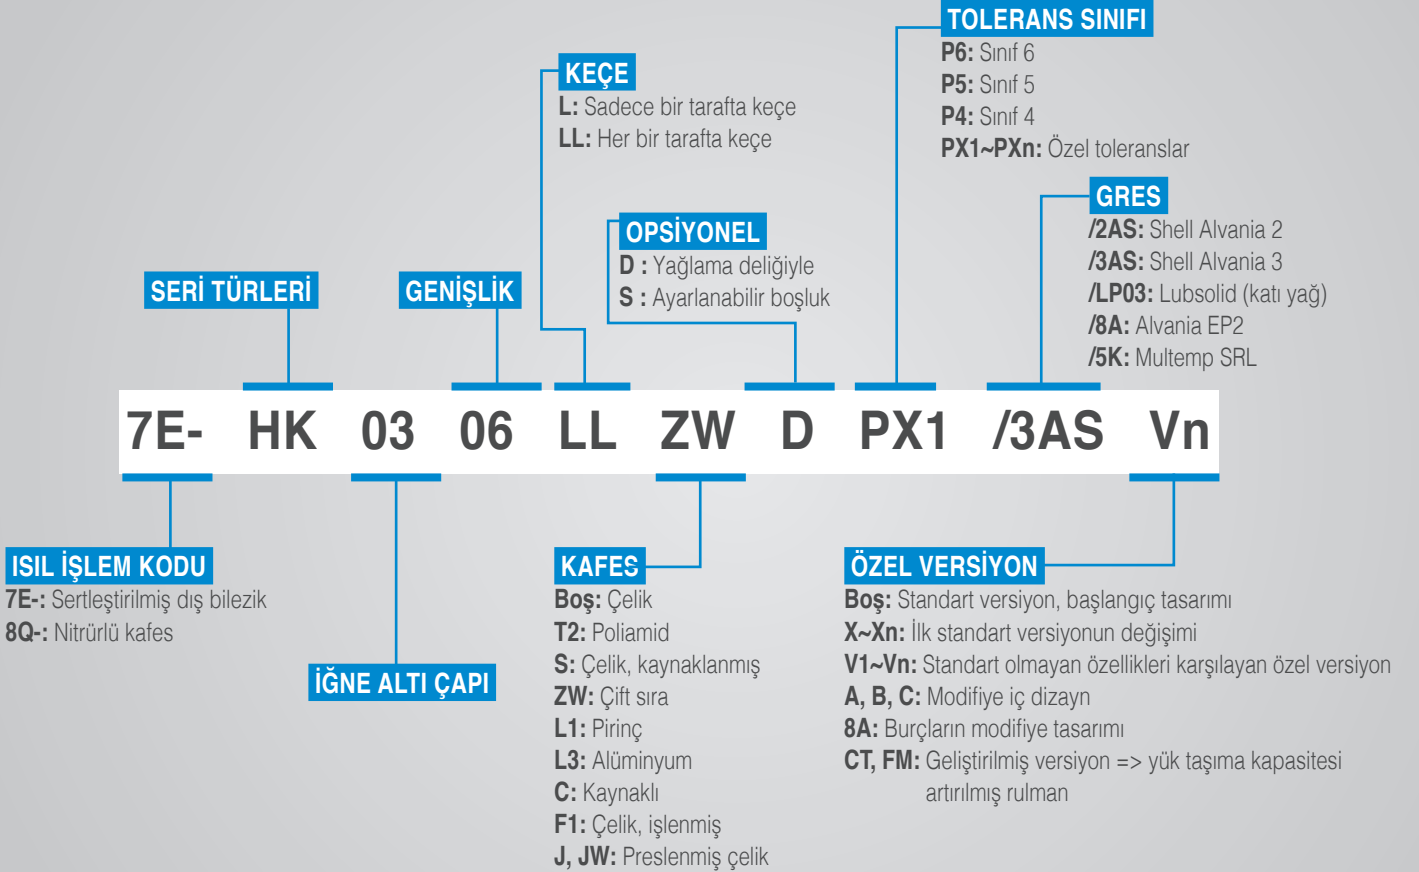 TOLERANS SINIFI
P6: Sınıf 6
P5: Sınıf 5
P4: Sınıf 4
PX1~PXn: Özel toleranslar
KEÇE
L: Sadece bir tarafta keçe
LL: Her bir tarafta keçe
GRES
/2AS: Shell Alvania 2
/3AS: Shell Alvania 3
/LP03: Lubsolid (katı yağ)
/8A: Alvania EP2
/5K: Multemp SRL
OPSİYONEL
D : Yağlama deliğiyle
S : Ayarlanabilir boşluk
SERİ TÜRLERİ
GENİŞLİK
7E- HK 03 06 LL ZW D PX1 /3AS Vn
ISIL İŞLEM KODU
7E-: Sertleştirilmiş dış bilezik
8Q-: Nitrürlü kafes
İĞNE ALTI ÇAPI
KAFES
Boş: Çelik
T2: Poliamid
S: Çelik, kaynaklanmış
ZW: Çift sıra
L1: Pirinç
L3: Alüminyum
C: Kaynaklı
F1: Çelik, işlenmiş
J, JW: Preslenmiş çelik
ÖZEL VERSİYON
Boş: Standart versiyon, başlangıç tasarımı
X~Xn: İlk standart versiyonun değişimi
V1~Vn: Standart olmayan özellikleri karşılayan özel versiyon
A, B, C: Modifiye iç dizayn
8A: Burçların modifiye tasarımı
CT, FM: Geliştirilmiş versiyon => yük taşıma kapasitesi
artırılmış rulman